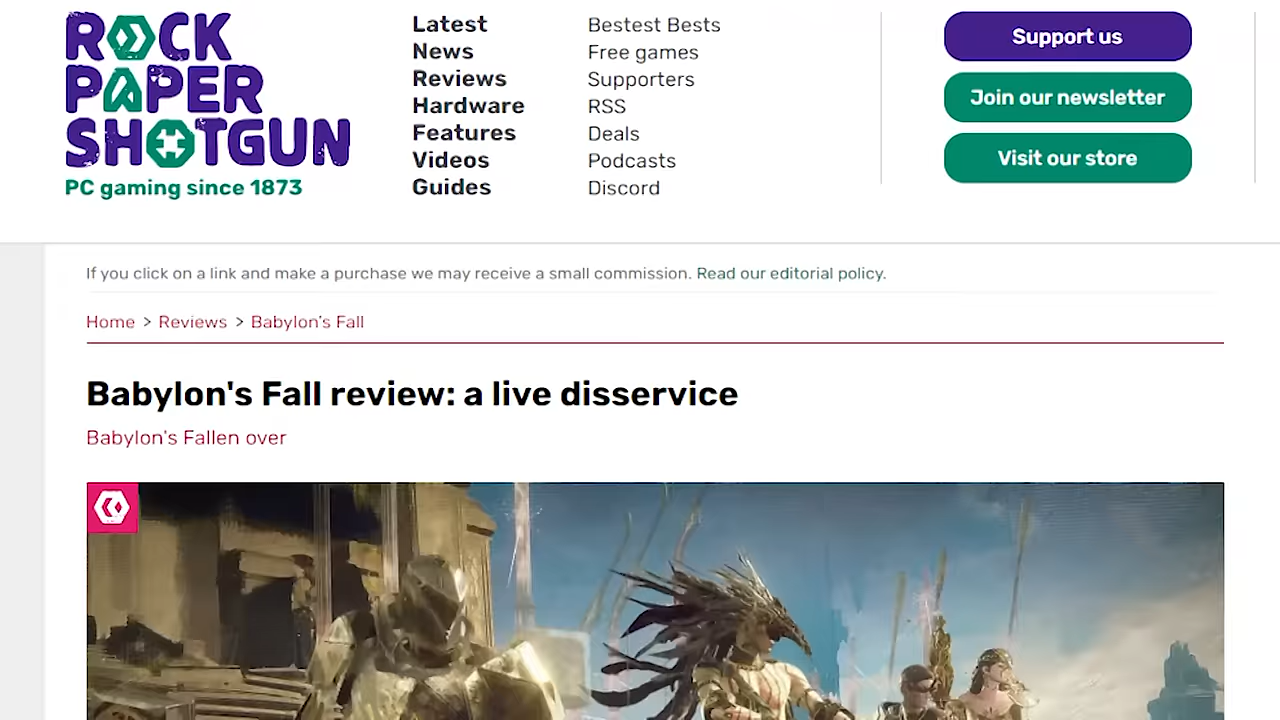 ROCK
PAPER
SHOTGUN
PC gaming since 1873
Latest
News
Reviews
Hardware
Features
Videos
Guides
Bestest Bests
Free games
Supporters
RSS
Deals
Podcasts
Discord
Support us
Join our newsletter
Visit our store
If you click on a link and make a purchase we may receive a small commission. Read our editorial policy.
Home > Reviews > Babylon's Fall
Babylon's Fall review: a live disservice
Babylon's Fallen over